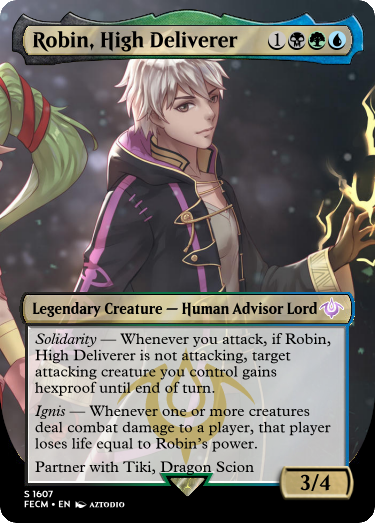 Robin, High Deliverer 1
Legendary Creature — Human Advisor Lord
Solidarity — Whenever you attack, if Robin,
High Deliverer is not attacking, target
attacking creature you control gains
hexproof until end of turn.
Ignis — Whenever one or more creatures
deal combat damage to a player, that player
loses life equal to Robin's power.
Partner with Tiki, Dragon Scion
3/4
S 1607
FECM • EN AZTODIO